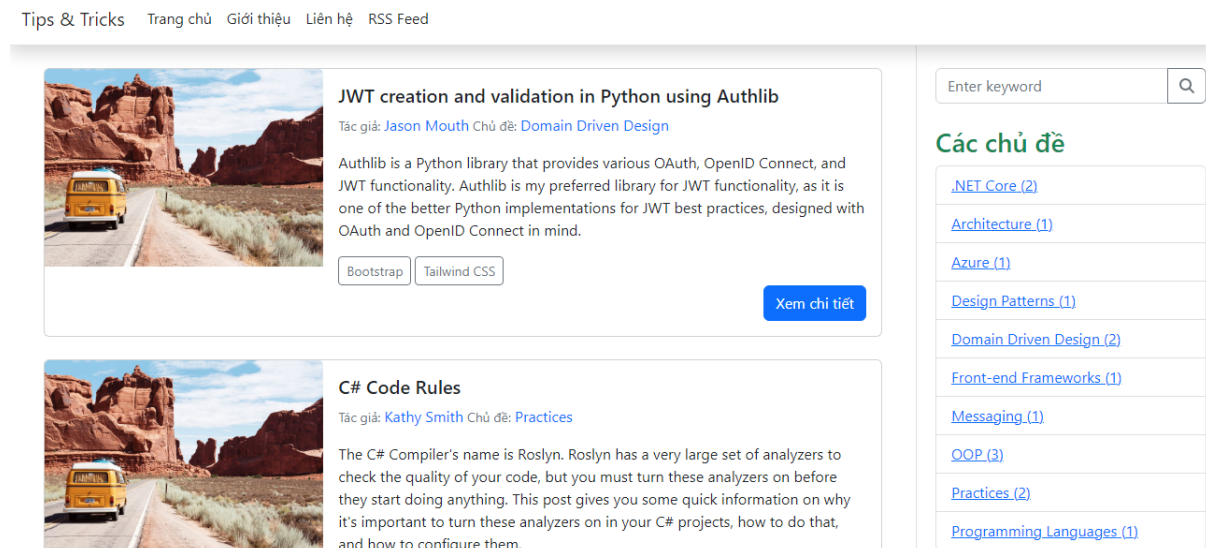 Tips & Tricks Trang chủ Giới thiệu Liên hệ RSS Feed
JWT creation and validation in Python using Authlib
Tác giả: Jason Mouth Chủ đề: Domain Driven Design
Authlib is a Python library that provides various OAuth, OpenID Connect, and
JWT functionality. Authlib is my preferred library for JWT functionality, as it is
one of the better Python implementations for JWT best practices, designed with
OAuth and OpenID Connect in mind.
Bootstrap Tailwind CSS
Xem chi tiết
C# Code Rules
Tác giả: Kathy Smith Chủ đề: Practices
The C# Compiler's name is Roslyn. Roslyn has a very large set of analyzers to
check the quality of your code, but you must turn these analyzers on before
they start doing anything. This post gives you some quick information on why
it's important to turn these analyzers on in your C# projects, how to do that,
and how to configure them.
Enter keyword
Các chủ đề
.NET Core (2)
Architecture (1)
Azure (1)
Design Patterns (1)
Domain Driven Design (2)
Front-end Frameworks (1)
Messaging (1)
OOP (3)
Practices (2)
Programming Languages (1)